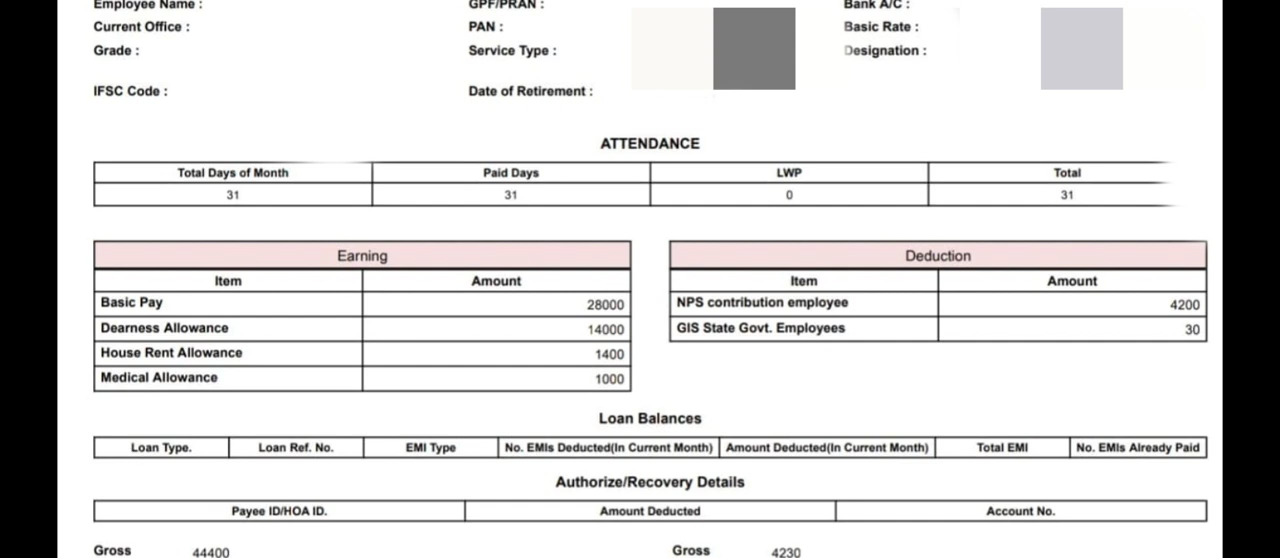 Employee Name : GPF/PRAN : Bank A/C :
Current Office : PAN : Basic Rate :
Grade : Service Type : Designation :
IFSC Code : Date of Retirement :
ATTENDANCE
Total Days of Month Paid Days LWP Total
31 31 0 31
Earning Deduction
Item Amount Item Amount
Basic Pay 28000 NPS contribution employee 4200
Dearness Allowance 14000 GIS State Govt. Employees 30
House Rent Allowance 1400
Medical Allowance 1000
Loan Balances
Loan Type. Loan Ref. No. EMI Type No. EMIs Deducted(In Current Month) Amount Deducted(In Current Month) Total EMI No. EMIs Already Paid
Authorize/Recovery Details
Payee ID/HOA ID. Amount Deducted Account No.
Gross 44400 Gross 4230